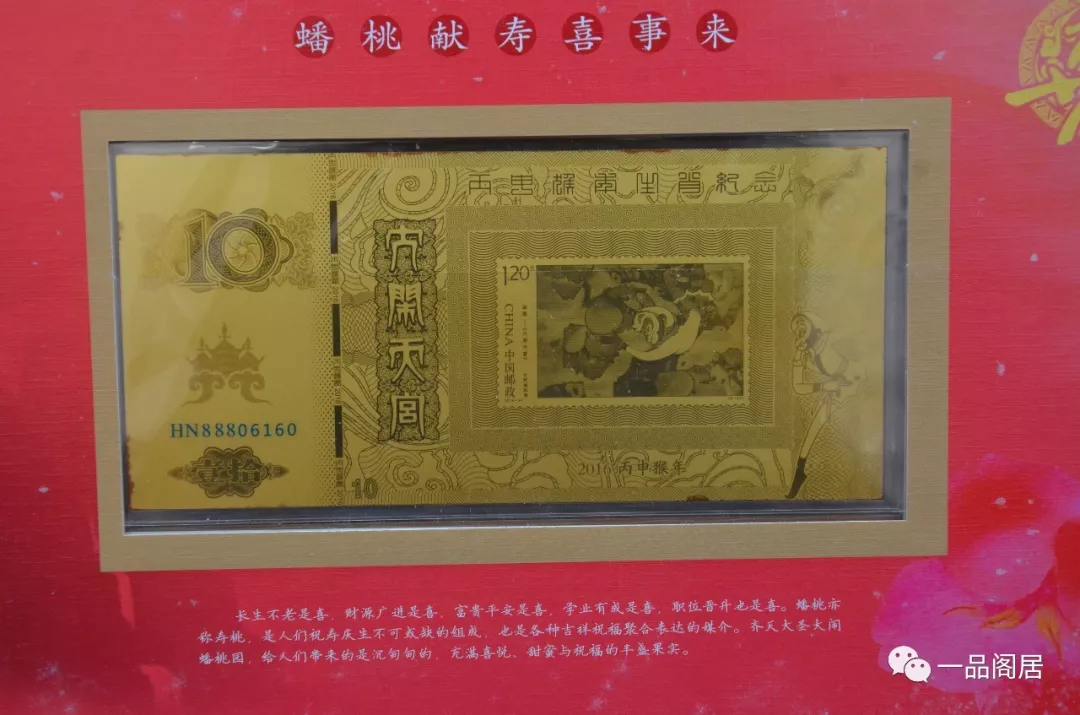 蟠桃献寿喜事来
丙申猴年生肖纪念
10
大闹天宫
1.20
CHINA 中国邮政
HN88806160
壹拾
10
2016 丙申猴年
长生不老是喜，财源广进是喜，富贵平安是喜，学业有成是喜，职位晋升也是喜。蟠桃亦
称寿桃，是人们祝寿庆生不可或缺的组成，也是各种吉祥祝福聚合表达的媒介。齐天大圣大闹
蟠桃园，给人们带来的是沉甸甸的，充满喜悦、甜蜜与祝福的丰盛果实。
一品阁居